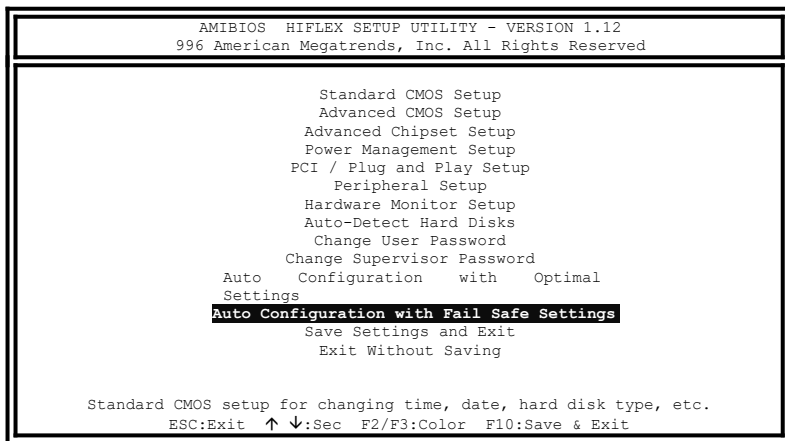 AMIBIOS HIFLEX SETUP UTILITY – VERSION 1.12
996 American Megatrends, Inc. All Rights Reserved
Standard CMOS Setup
Advanced CMOS Setup
Advanced Chipset Setup
Power Management Setup
PCI / Plug and Play Setup
Peripheral Setup
Hardware Monitor Setup
Auto-Detect Hard Disks
Change User Password
Change Supervisor Password
Auto Configuration with Optimal
Settings
Auto Configuration with Fail Safe Settings
Save Settings and Exit
Exit Without Saving
Standard CMOS setup for changing time, date, hard disk type, etc.
ESC:Exit ↑ ↓:Sec F2/F3:Color F10:Save & Exit